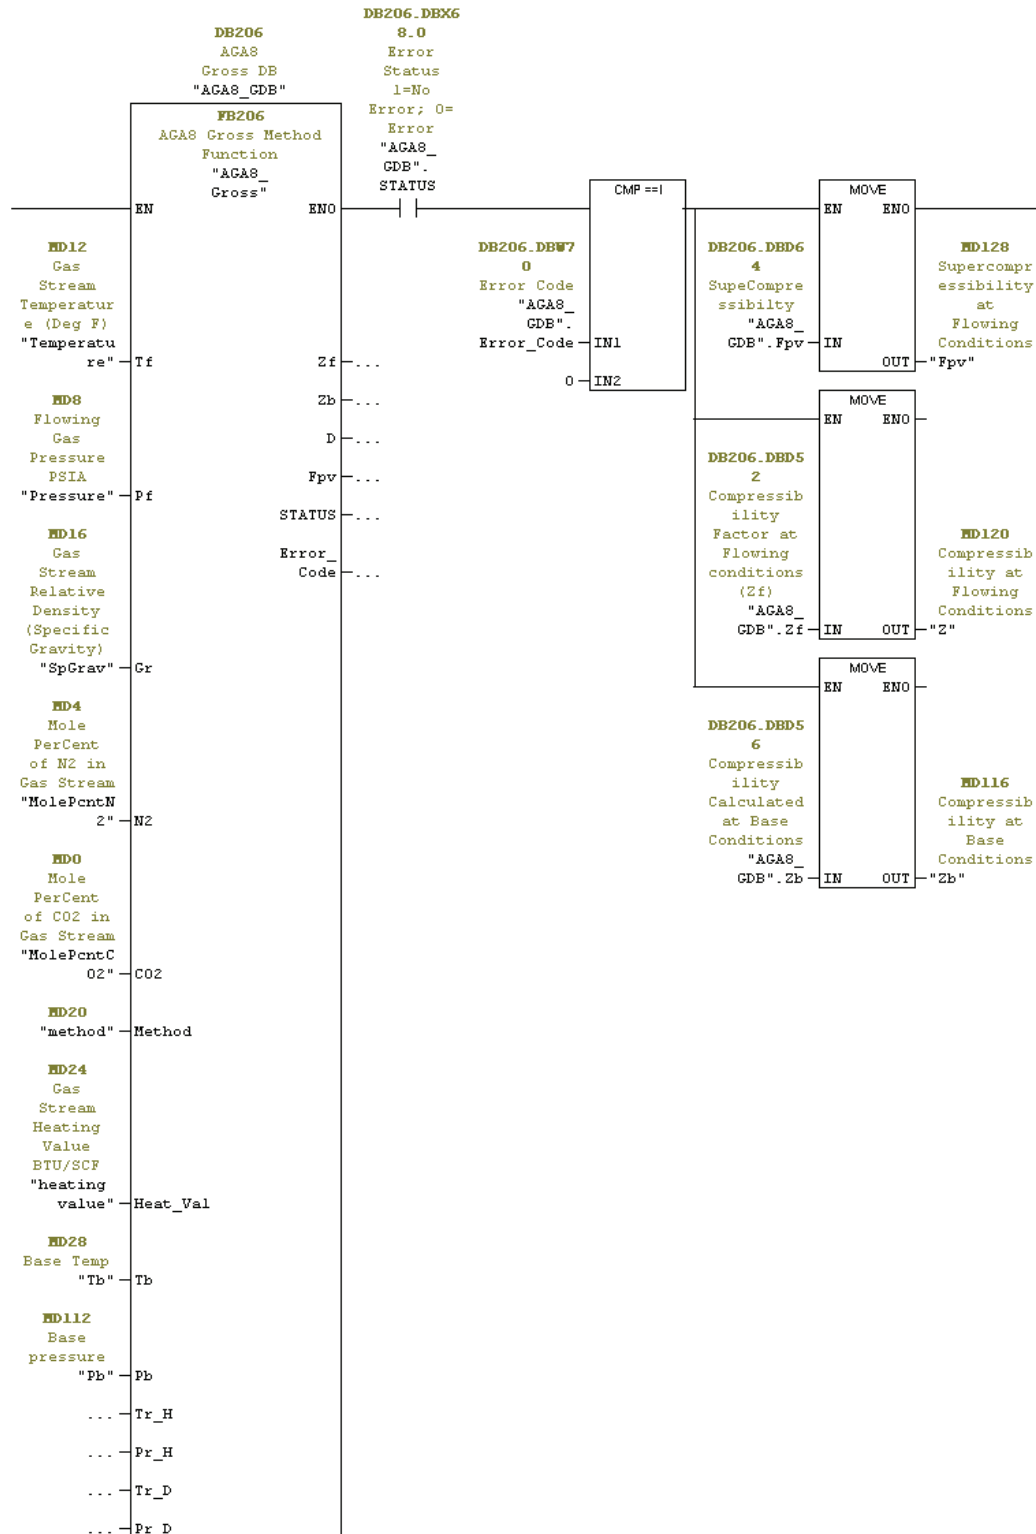 DB206
AGA8
Gross DB
"AGA8_GDB"
FB206
AGA8 Gross Method
Function
"AGA8_
Gross"
EN
ENO
DB206.DBX6
8.0
Error
Status
1=No
Error; 0=
Error
"AGA8_
GDB".
STATUS
MD12
Gas
Stream
Temperatur
e (Deg F)
"Temperatu
re"
Tf
MD8
Flowing
Gas
Pressure
PSIA
"Pressure"
Pf
MD16
Gas
Stream
Relative
Density
(Specific
Gravity)
"SpGrav"
Gr
MD4
Mole
PerCent
of N2 in
Gas Stream
"MolePcntN
2"
N2
MD0
Mole
PerCent
of CO2 in
Gas Stream
"MolePcntC
O2"
CO2
MD20
"method"
Method
MD24
Gas
Stream
Heating
Value
BTU/SCF
"heating
value"
Heat_Val
MD28
Base Temp
"Tb"
Tb
MD112
Base
pressure
"Pb"
Pb
... Tr_H
... Pr_H
... Tr_D
... Pr_D
Zf ...
Zb ...
D ...
Fpv ...
STATUS ...
Error_
Code ...
CMP ==I
DB206.DBW7
0
Error Code
"AGA8_
GDB".
Error_Code
IN1
0
IN2
MOVE
EN
ENO
DB206.DBD6
4
SupeCompre
ssibilty
"AGA8_
GDB".Fpv
IN
OUT
MD128
Supercompr
essibility
at
Flowing
Conditions
"Fpv"
MOVE
EN
ENO
DB206.DBD5
2
Compressib
ility
Factor at
Flowing
conditions
(Zf)
"AGA8_
GDB".Zf
IN
OUT
MD120
Compressib
ility at
Flowing
Conditions
"Z"
MOVE
EN
ENO
DB206.DBD5
6
Compressib
ility
Calculated
at Base
Conditions
"AGA8_
GDB".Zb
IN
OUT
MD116
Compressib
ility at
Base
Conditions
"Zb"